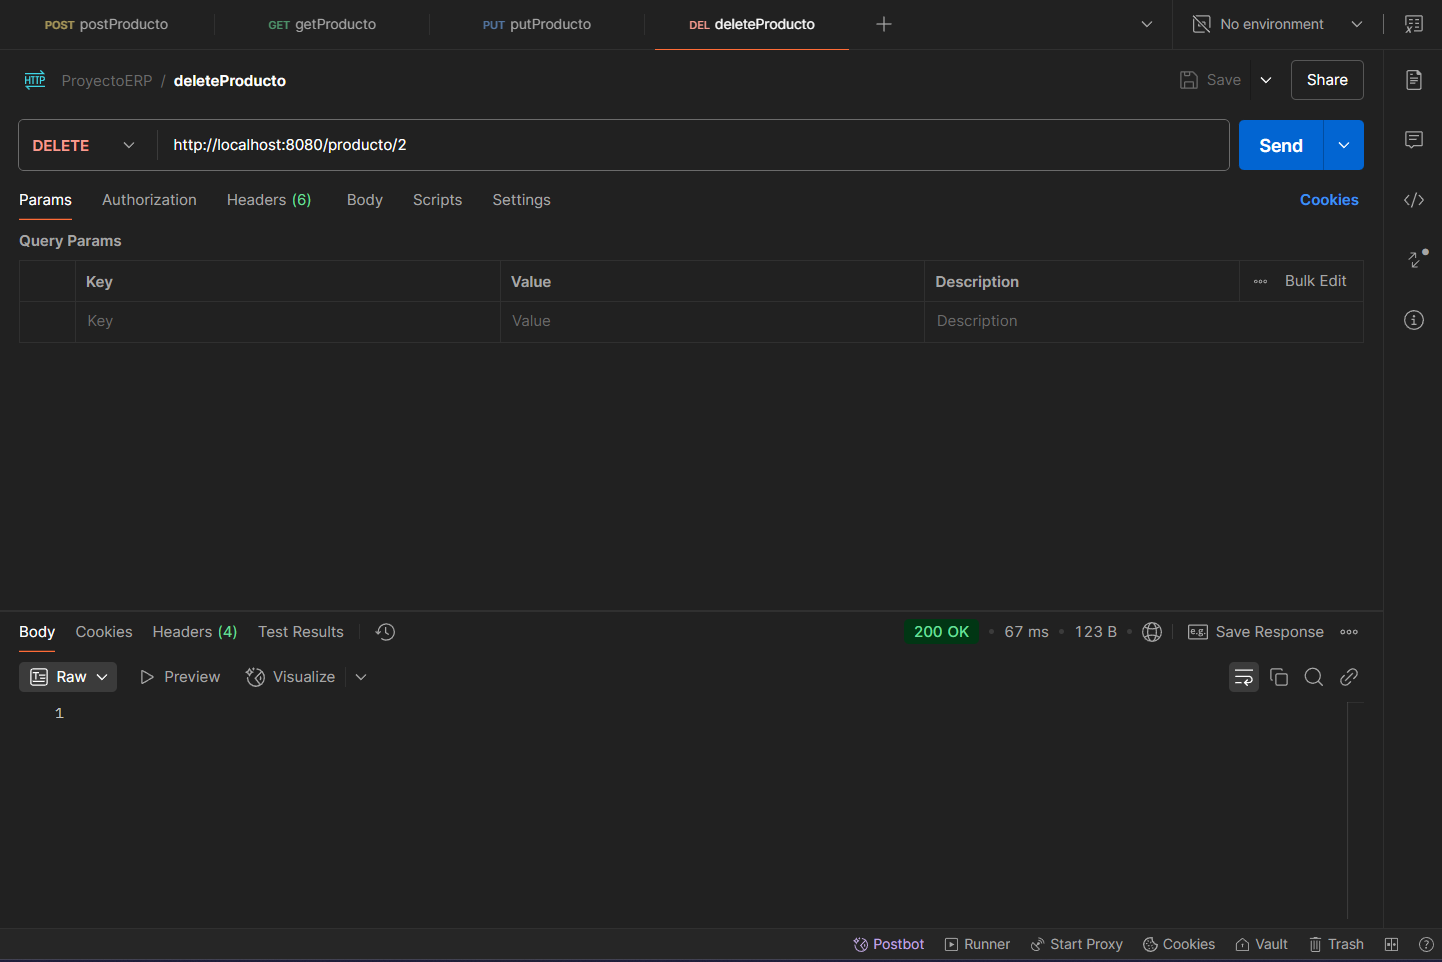 POST postProducto
GET getProducto
PUT putProducto
DEL deleteProducto
No environment
HTTP ProyectoERP / deleteProducto
Save
Share
DELETE http://localhost:8080/producto/2
Send
Params Authorization Headers (6) Body Scripts Settings Cookies
Query Params
Key Value Description Bulk Edit
Key Value Description
Body Cookies Headers (4) Test Results 200 OK • 67 ms • 123 B • e.g. Save Response
Raw Preview Visualize
1
Postbot Runner Start Proxy Cookies Vault Trash